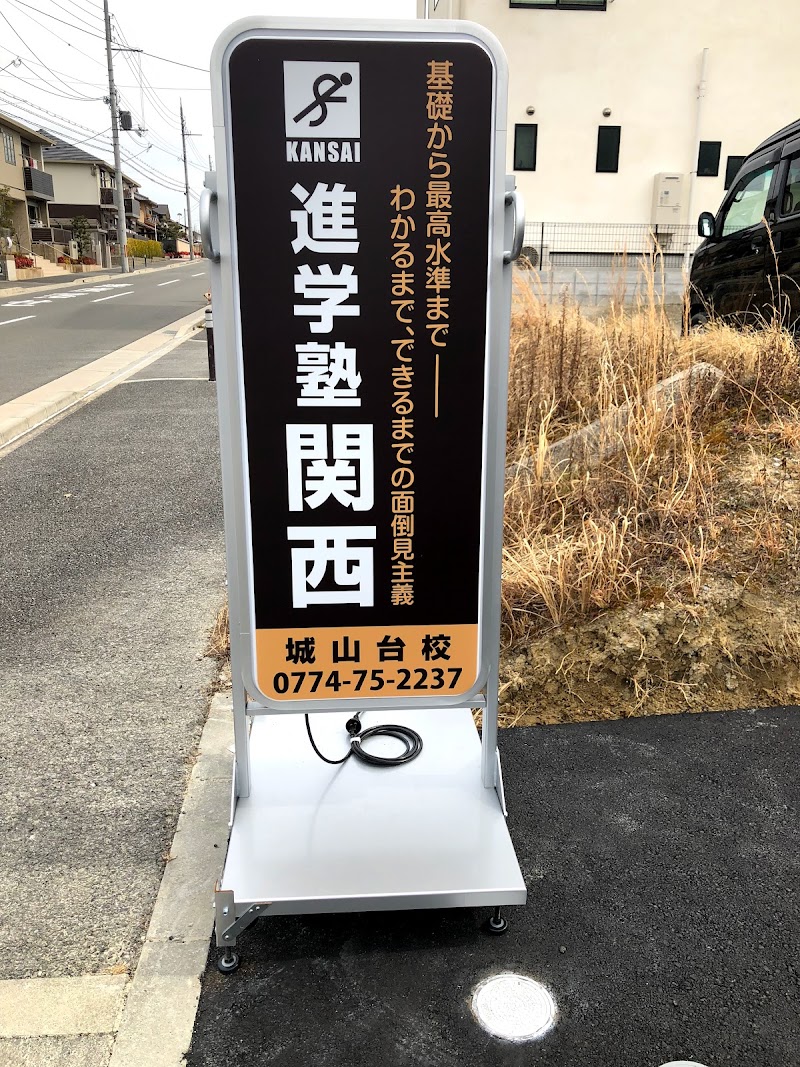 KANSAI
基礎から最高水準まで――
わかるまで、できるまでの面倒見主義
進学塾関西
城山台校
0774-75-2237